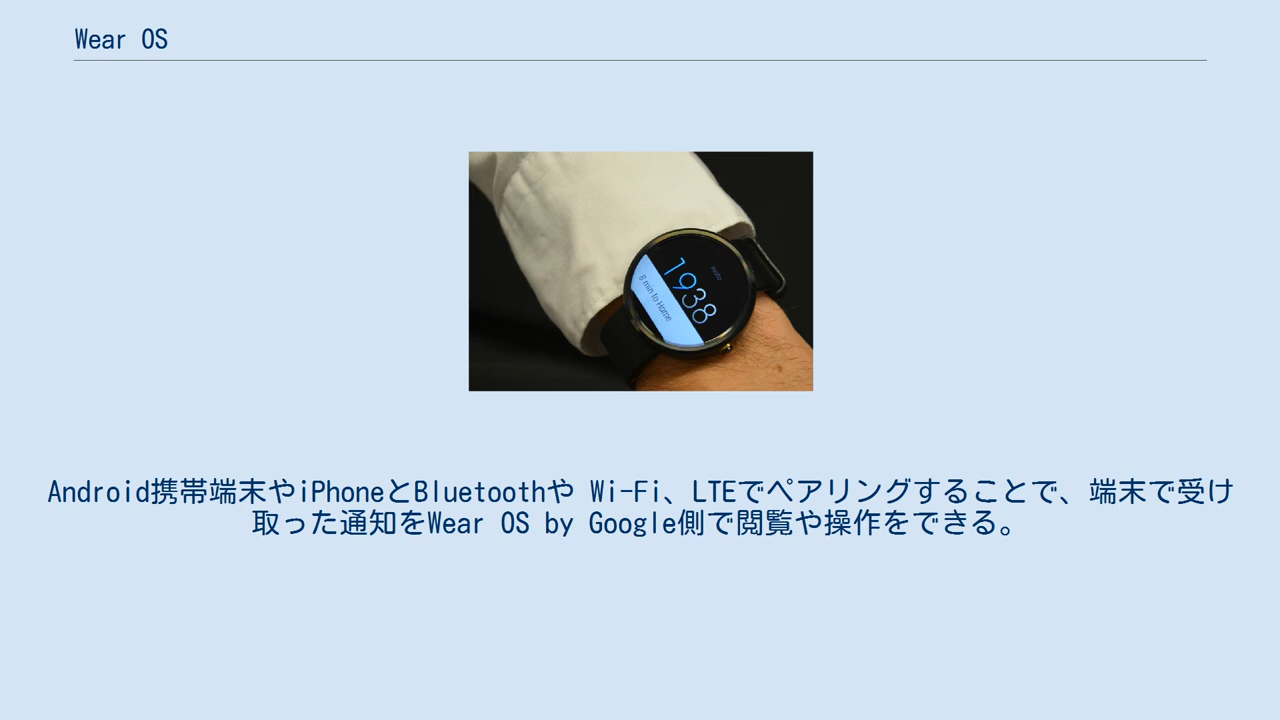 Wear OS
moto
1938
8 min to Home
Android携帯端末やiPhoneとBluetoothや Wi-Fi、LTEでペアリングすることで、端末で受け
取った通知をWear OS by Google側で閲覧や操作をできる。